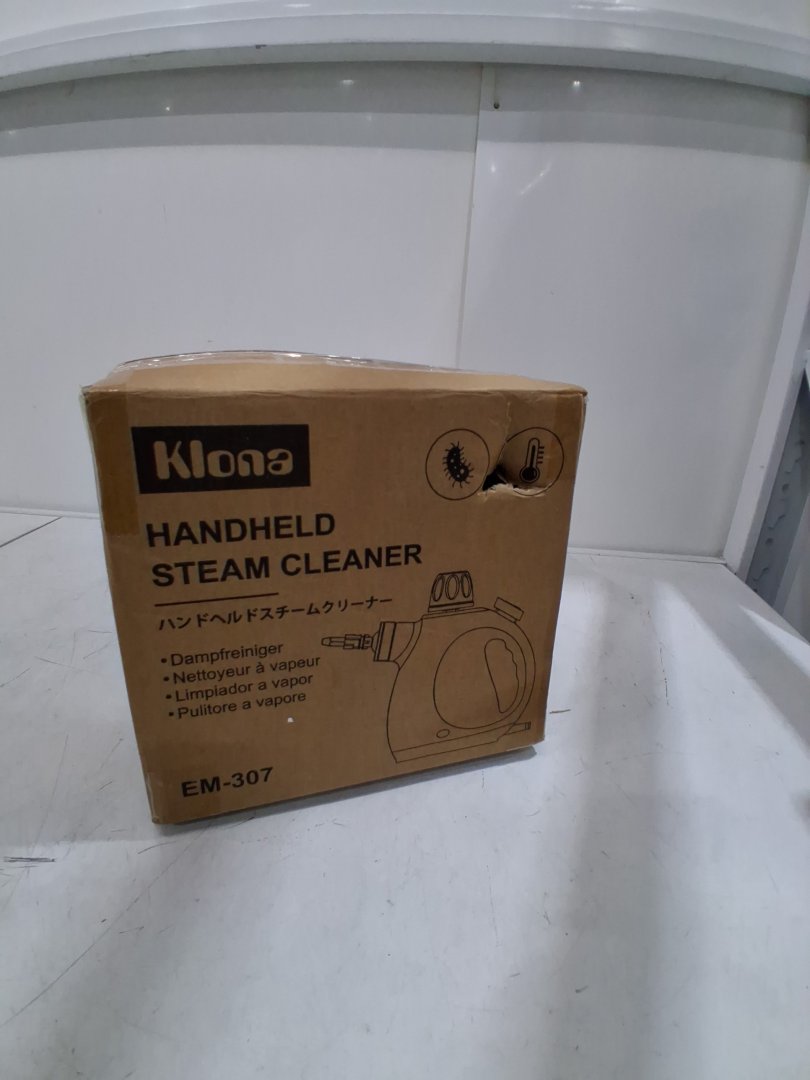 Klona
HANDHELD
STEAM CLEANER
ハンドヘルドスチームクリーナー
• Dampfreiniger
• Nettoyeur à vapeur
• Limpiador a vapor
• Pulitore a vapore
EM-307